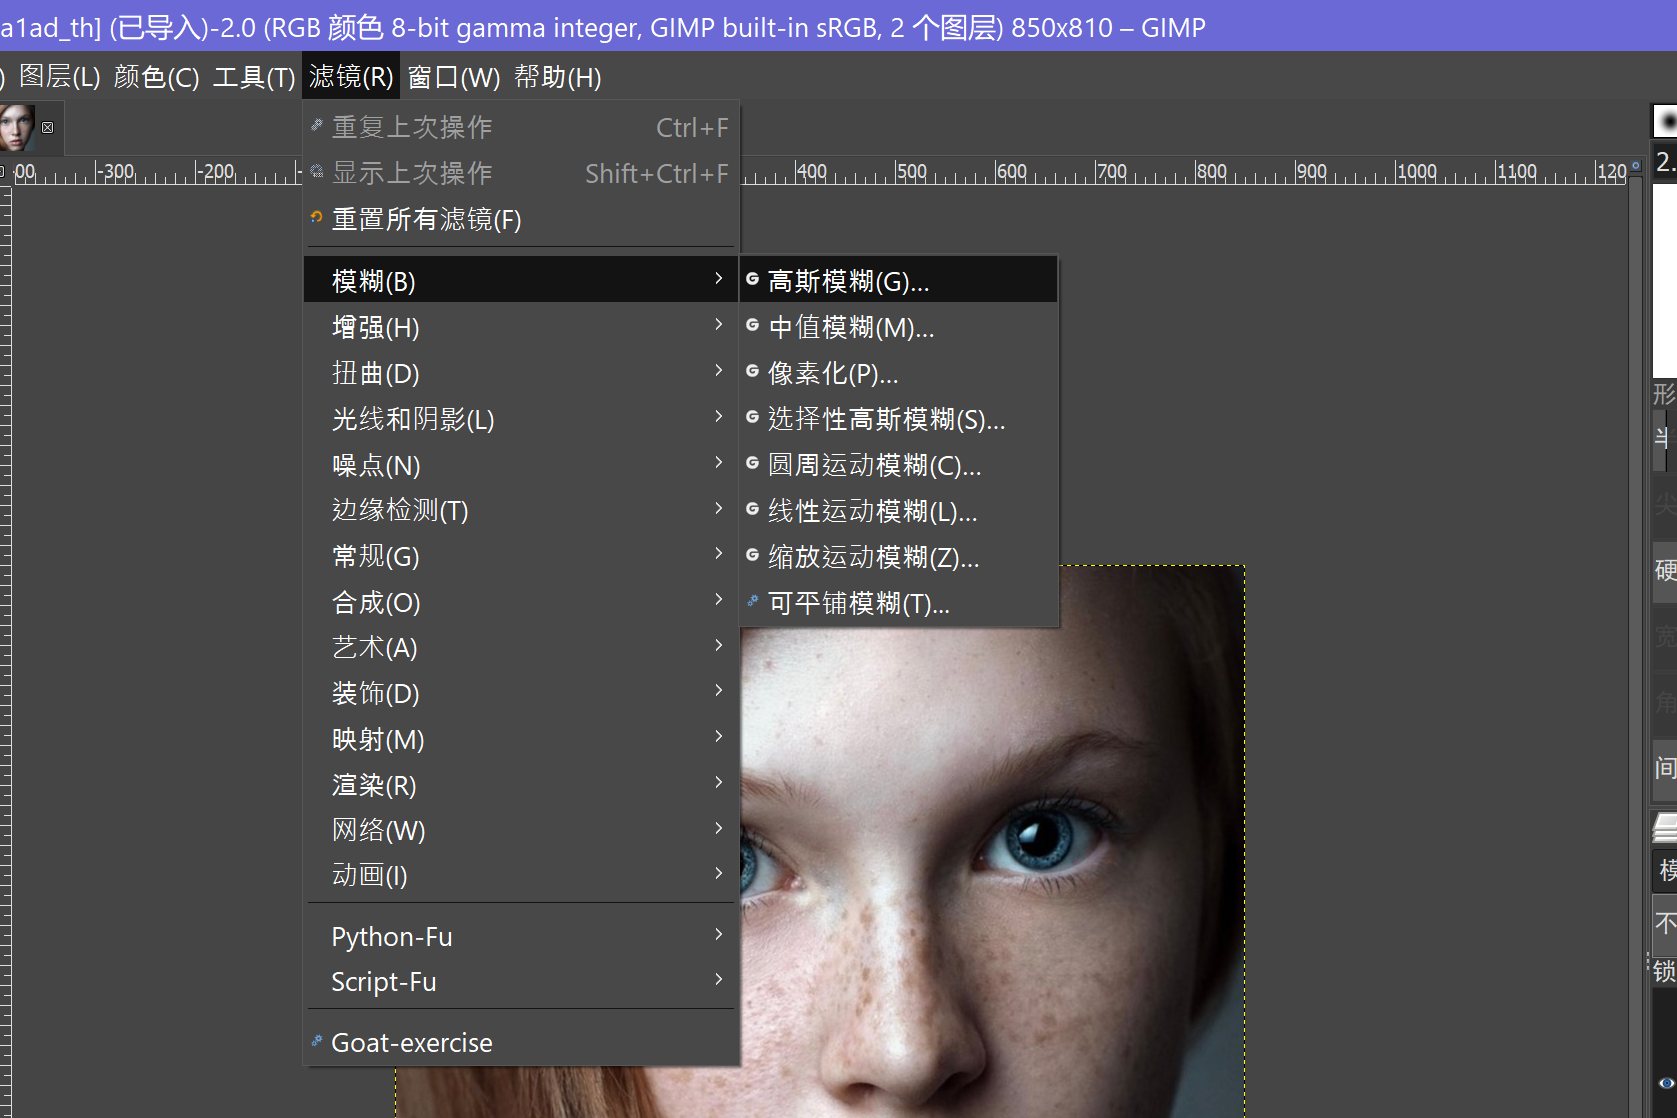 a1ad_th] (已导入)-2.0 (RGB 颜色 8-bit gamma integer, GIMP built-in sRGB, 2 个图层) 850x810 – GIMP
) 图层(L) 颜色(C) 工具(T) 滤镜(R) 窗口(W) 帮助(H)
00 -300 -200 - 400 500 600 700 800 900 1000 1100 120
重复上次操作 Ctrl+F
显示上次操作 Shift+Ctrl+F
重置所有滤镜(F)
模糊(B)
增强(H)
扭曲(D)
光线和阴影(L)
噪点(N)
边缘检测(T)
常规(G)
合成(O)
艺术(A)
装饰(D)
映射(M)
渲染(R)
网络(W)
动画(I)
Python-Fu
Script-Fu
Goat-exercise
高斯模糊(G)...
中值模糊(M)...
像素化(P)...
选择性高斯模糊(S)...
圆周运动模糊(C)...
线性运动模糊(L)...
缩放运动模糊(Z)...
可平铺模糊(T)...
2.
形
半
尖
硬
宽
角
间
模
不
锁